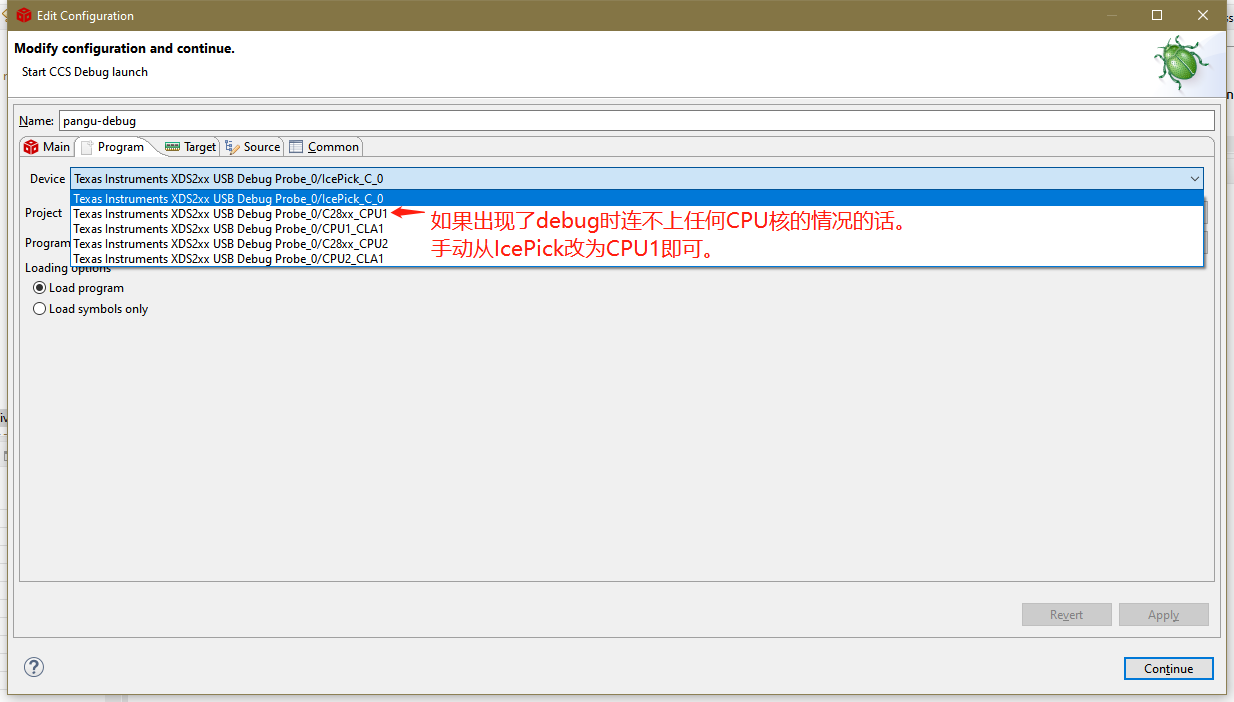 Edit Configuration
Modify configuration and continue.
Start CCS Debug launch
Name: pangu-debug
Main Program Target Source Common
Device Texas Instruments XDS2xx USB Debug Probe_0/IcePick_C_0
Texas Instruments XDS2xx USB Debug Probe_0/IcePick_C_0
Project Texas Instruments XDS2xx USB Debug Probe_0/C28xx_CPU1
如果出现了debug时连不上任何CPU核的情况的话。
Texas Instruments XDS2xx USB Debug Probe_0/CPU1_CLA1
Program Texas Instruments XDS2xx USB Debug Probe_0/C28xx_CPU2
手动从IcePick改为CPU1即可。
Texas Instruments XDS2xx USB Debug Probe_0/CPU2_CLA1
Loading options
Load program
Load symbols only
Revert Apply
Continue